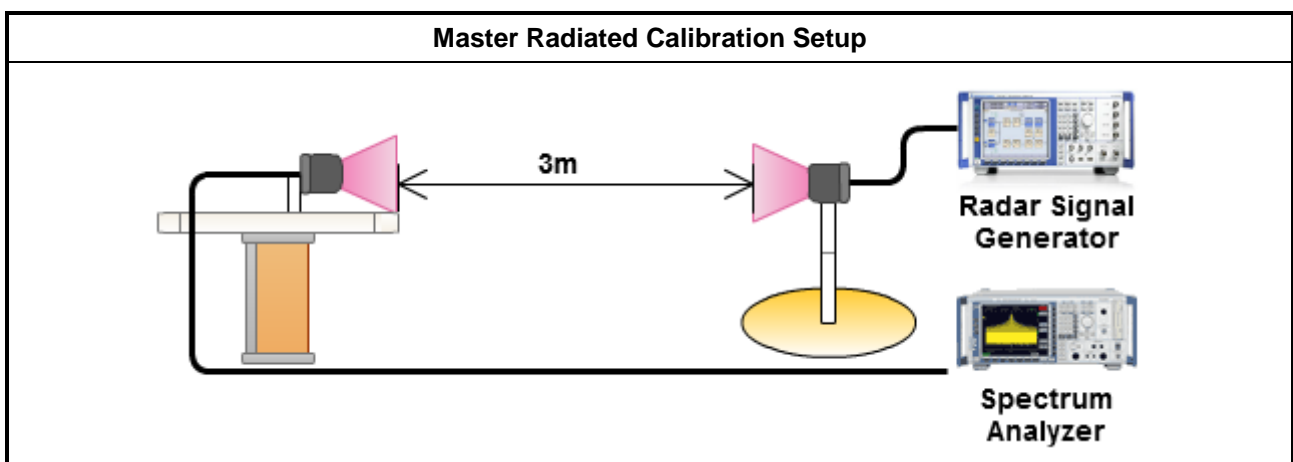 Master Radiated Calibration Setup
3m
Radar Signal
Generator
Spectrum
Analyzer